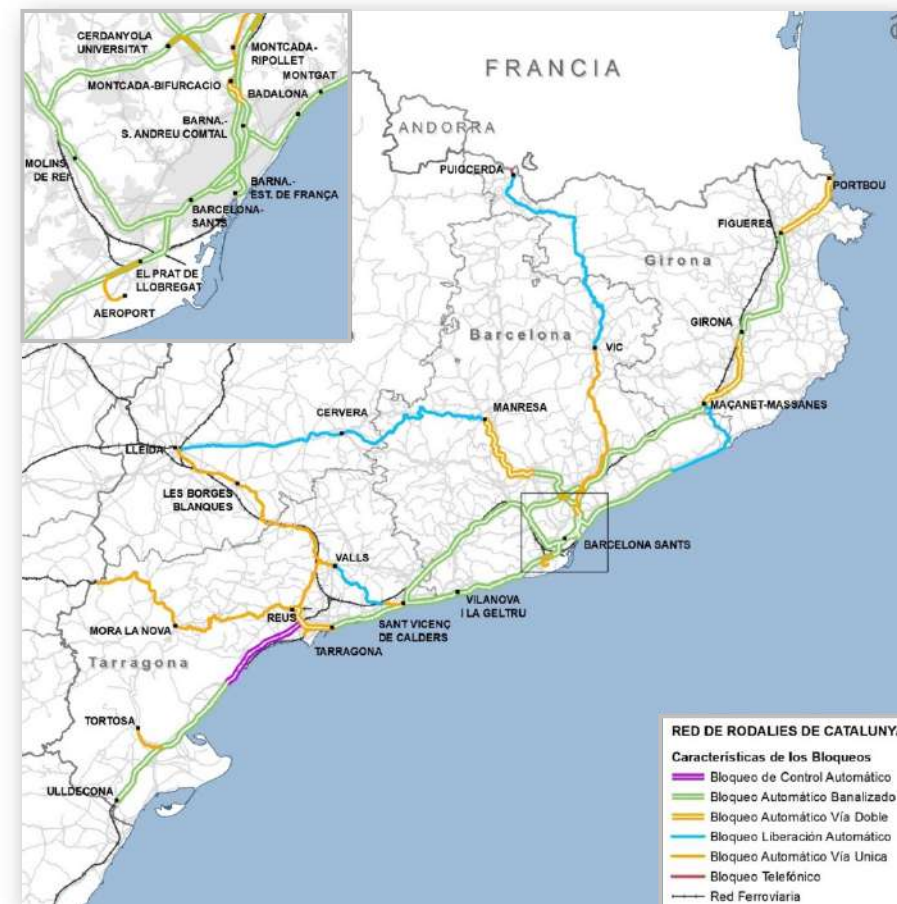 CERDANYOLA
UNIVERSITAT
MONTCADA-
RIPOLLET
MONTGAT
MONTCADA-BIFURCACIO
BADALONA
BARNA.-
S. ANDREU COMTAL
MOLINS
DE REI
BARNA.-
EST. DE FRANÇA
BARCELONA-
SANTS
EL PRAT DE
LLOBREGAT
AEROPORT
FRANCIA
ANDORRA
PUIGCERDA
PORTBOU
FIGUERES
Girona
GIRONA
Barcelona
VIC
MAÇANET-MASSANES
MANRESA
CERVERA
LLEIDA
LES BORGES
BLANQUES
BARCELONA SANTS
VALLS
VILANOVA
I LA GELTRU
SANT VICENÇ
DE CALDERS
REUS
MORA LA NOVA
TARRAGONA
Tarragona
TORTOSA
ULLDECONA
RED DE RODALIES DE CATALUNY
Características de los Bloqueos
Bloqueo de Control Automático
Bloqueo Automático Banalizado
Bloqueo Automático Vía Doble
Bloqueo Liberación Automático
Bloqueo Automático Vía Unica
Bloqueo Telefónico
Red Ferroviaria